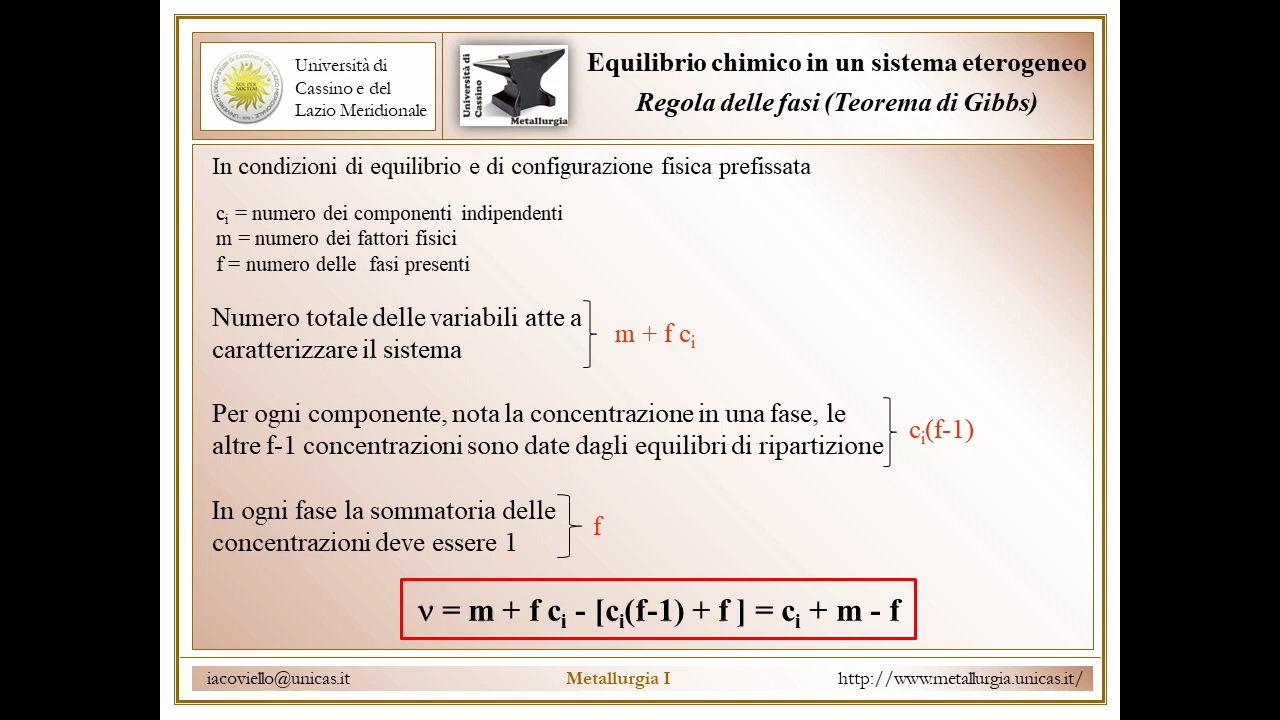 Università di
Cassino e del
Lazio Meridionale
Università di
Cassino
Metallurgia
Equilibrio chimico in un sistema eterogeneo
Regola delle fasi (Teorema di Gibbs)
In condizioni di equilibrio e di configurazione fisica prefissata
cᵢ = numero dei componenti indipendenti
m = numero dei fattori fisici
f = numero delle fasi presenti
Numero totale delle variabili atte a
caratterizzare il sistema
m + f cᵢ
Per ogni componente, nota la concentrazione in una fase, le
altre f-1 concentrazioni sono date dagli equilibri di ripartizione
cᵢ(f-1)
In ogni fase la sommatoria delle
concentrazioni deve essere 1
f
ν = m + f cᵢ - [cᵢ(f-1) + f ] = cᵢ + m - f
iacoviello@unicas.it
Metallurgia I
http://www.metallurgia.unicas.it/